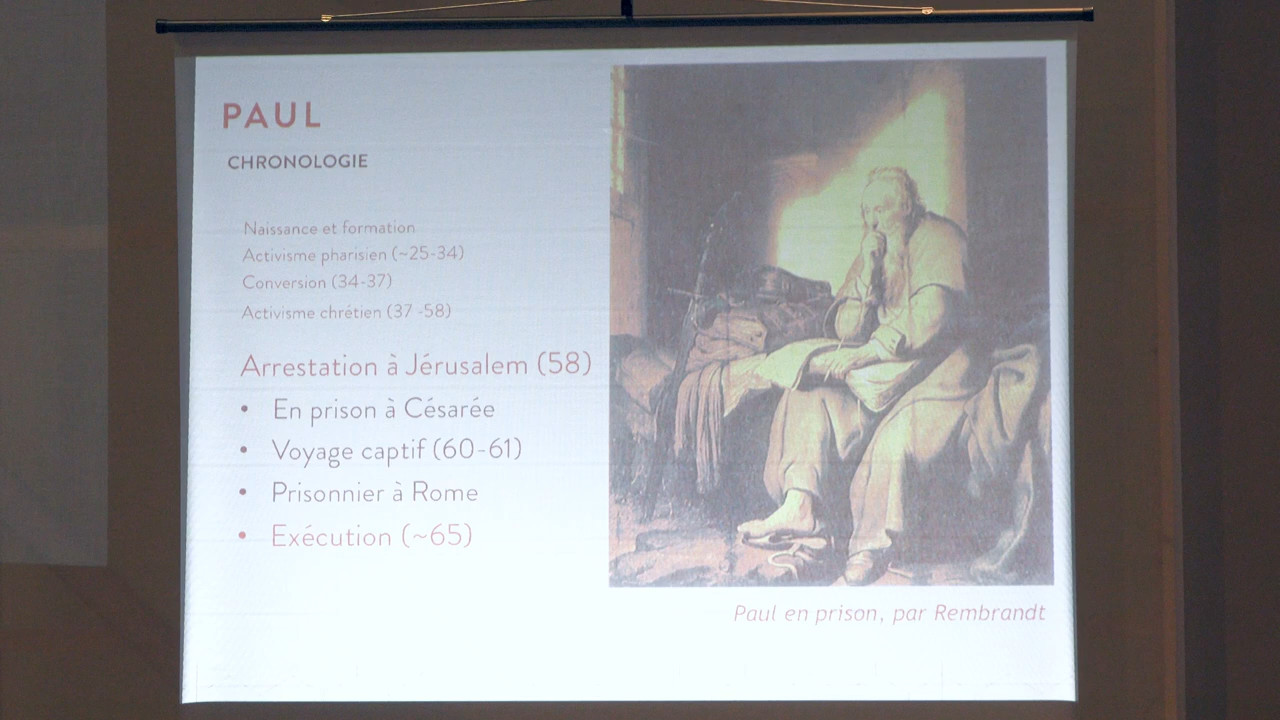 PAUL
CHRONOLOGIE
Naissance et formation
Activisme pharisien (~25-34)
Conversion (34-37)
Activisme chrétien (37 -58)
Arrestation à Jérusalem (58)
• En prison à Césarée
• Voyage captif (60-61)
• Prisonnier à Rome
• Exécution (~65)
Paul en prison, par Rembrandt